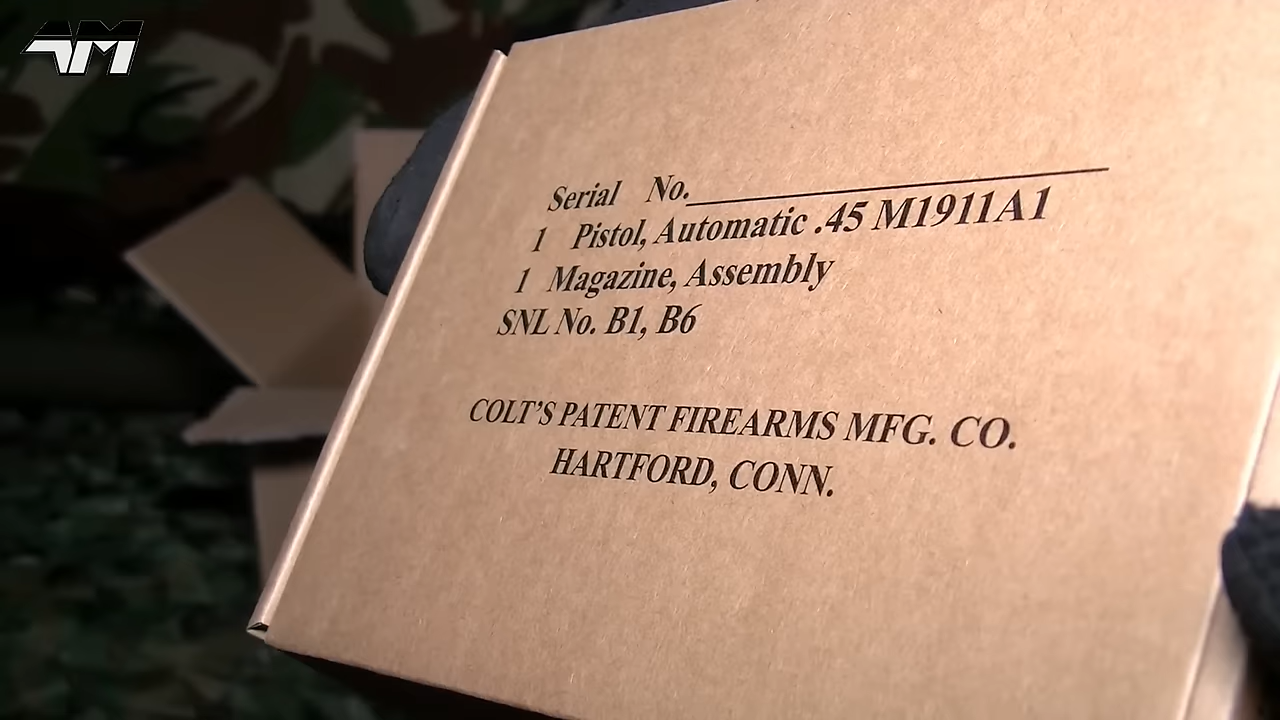 AM
Serial No.
1 Pistol, Automatic .45 M1911A1
1 Magazine, Assembly
SNL No. B1, B6
COLT'S PATENT FIREARMS MFG. CO.
HARTFORD, CONN.